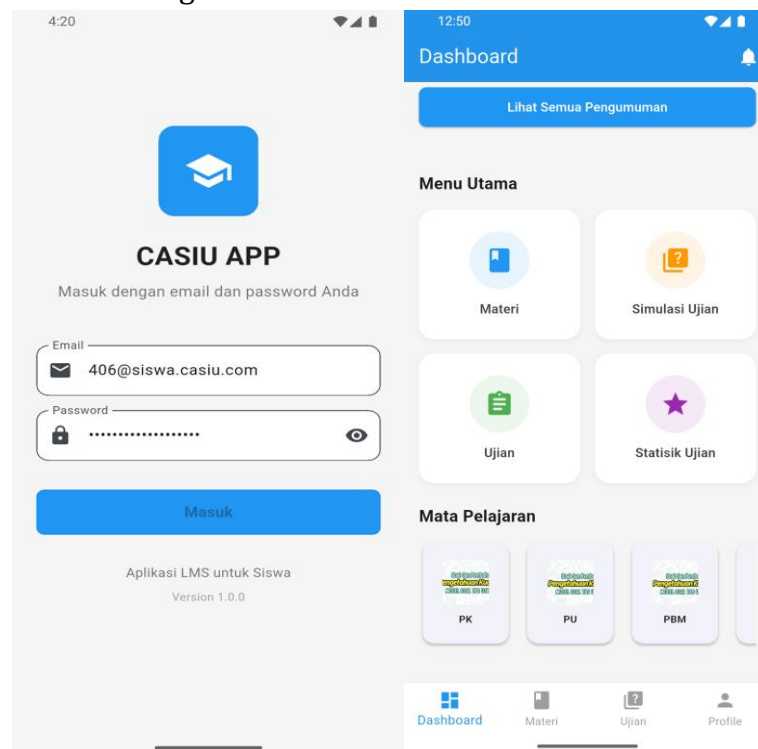 4:20
CASIU APP
Masuk dengan email dan password Anda
Email
406@siswa.casiu.com
Password
Masuk
Aplikasi LMS untuk Siswa
Version 1.0.0
12:50
Dashboard
Lihat Semua Pengumuman
Menu Utama
Materi
Simulasi Ujian
Ujian
Statistik Ujian
Mata Pelajaran
PK
PU
PBM
Dashboard
Materi
Ujian
Profile